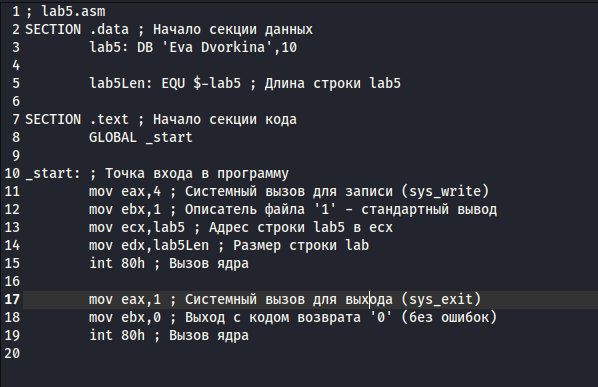 1 ; lab5.asm
2 SECTION .data ; Начало секции данных
3 lab5: DB 'Eva Dvorkina',10
4
5 lab5Len: EQU $-lab5 ; Длина строки lab5
6
7 SECTION .text ; Начало секции кода
8 GLOBAL _start
9
10 _start: ; Точка входа в программу
11 mov eax,4 ; Системный вызов для записи (sys_write)
12 mov ebx,1 ; Описатель файла '1' - стандартный вывод
13 mov ecx,lab5 ; Адрес строки lab5 в ecx
14 mov edx,lab5Len ; Размер строки lab
15 int 80h ; Вызов ядра
16
17 mov eax,1 ; Системный вызов для выхода (sys_exit)
18 mov ebx,0 ; Выход с кодом возврата '0' (без ошибок)
19 int 80h ; Вызов ядра
20